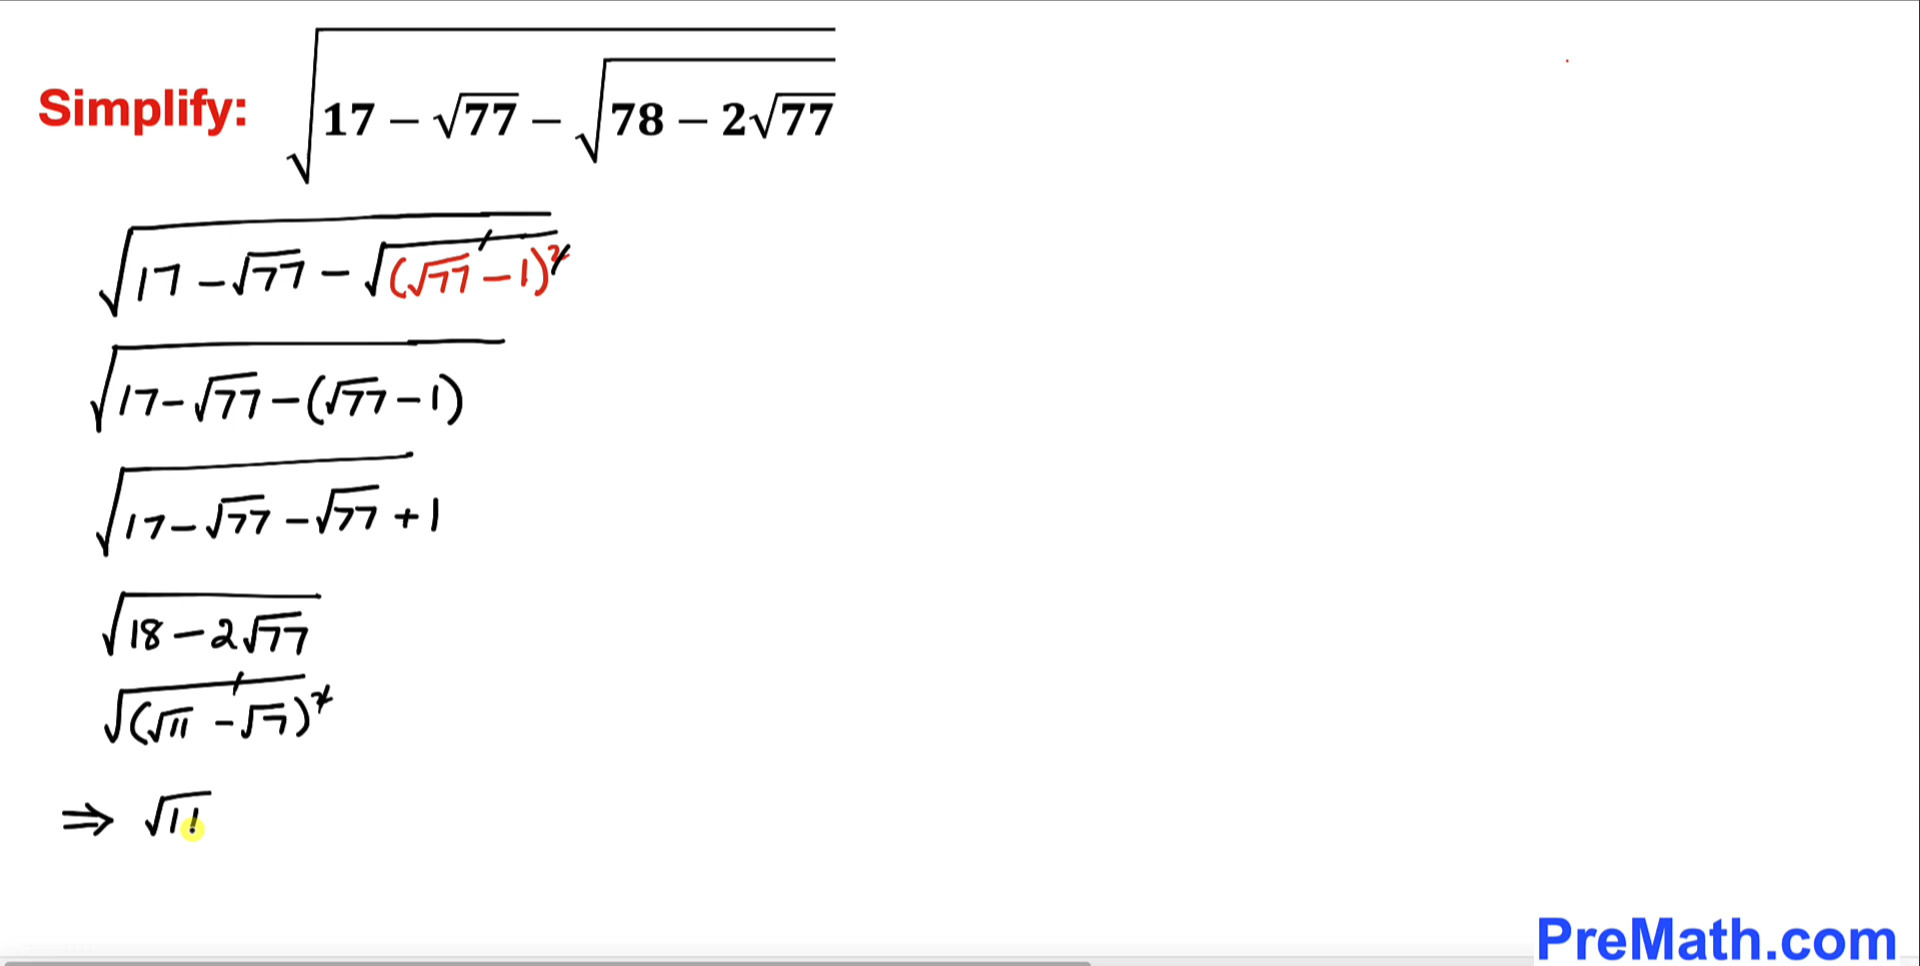 Simplify: √(17 − √77 − √(78 − 2√77))
√(17 − √77 − √((√77 − 1)²))
√(17 − √77 − (√77 − 1))
√(17 − √77 − √77 + 1)
√(18 − 2√77)
√((√11 − √7)²)
⇒ √11
PreMath.com